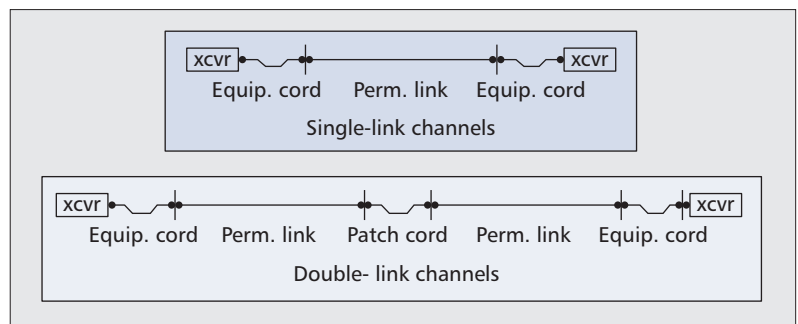 xcvr xcvr
Equip. cord Perm. link Equip. cord
Single-link channels
xcvr xcvr
Equip. cord Perm. link Patch cord Perm. link Equip. cord
Double- link channels